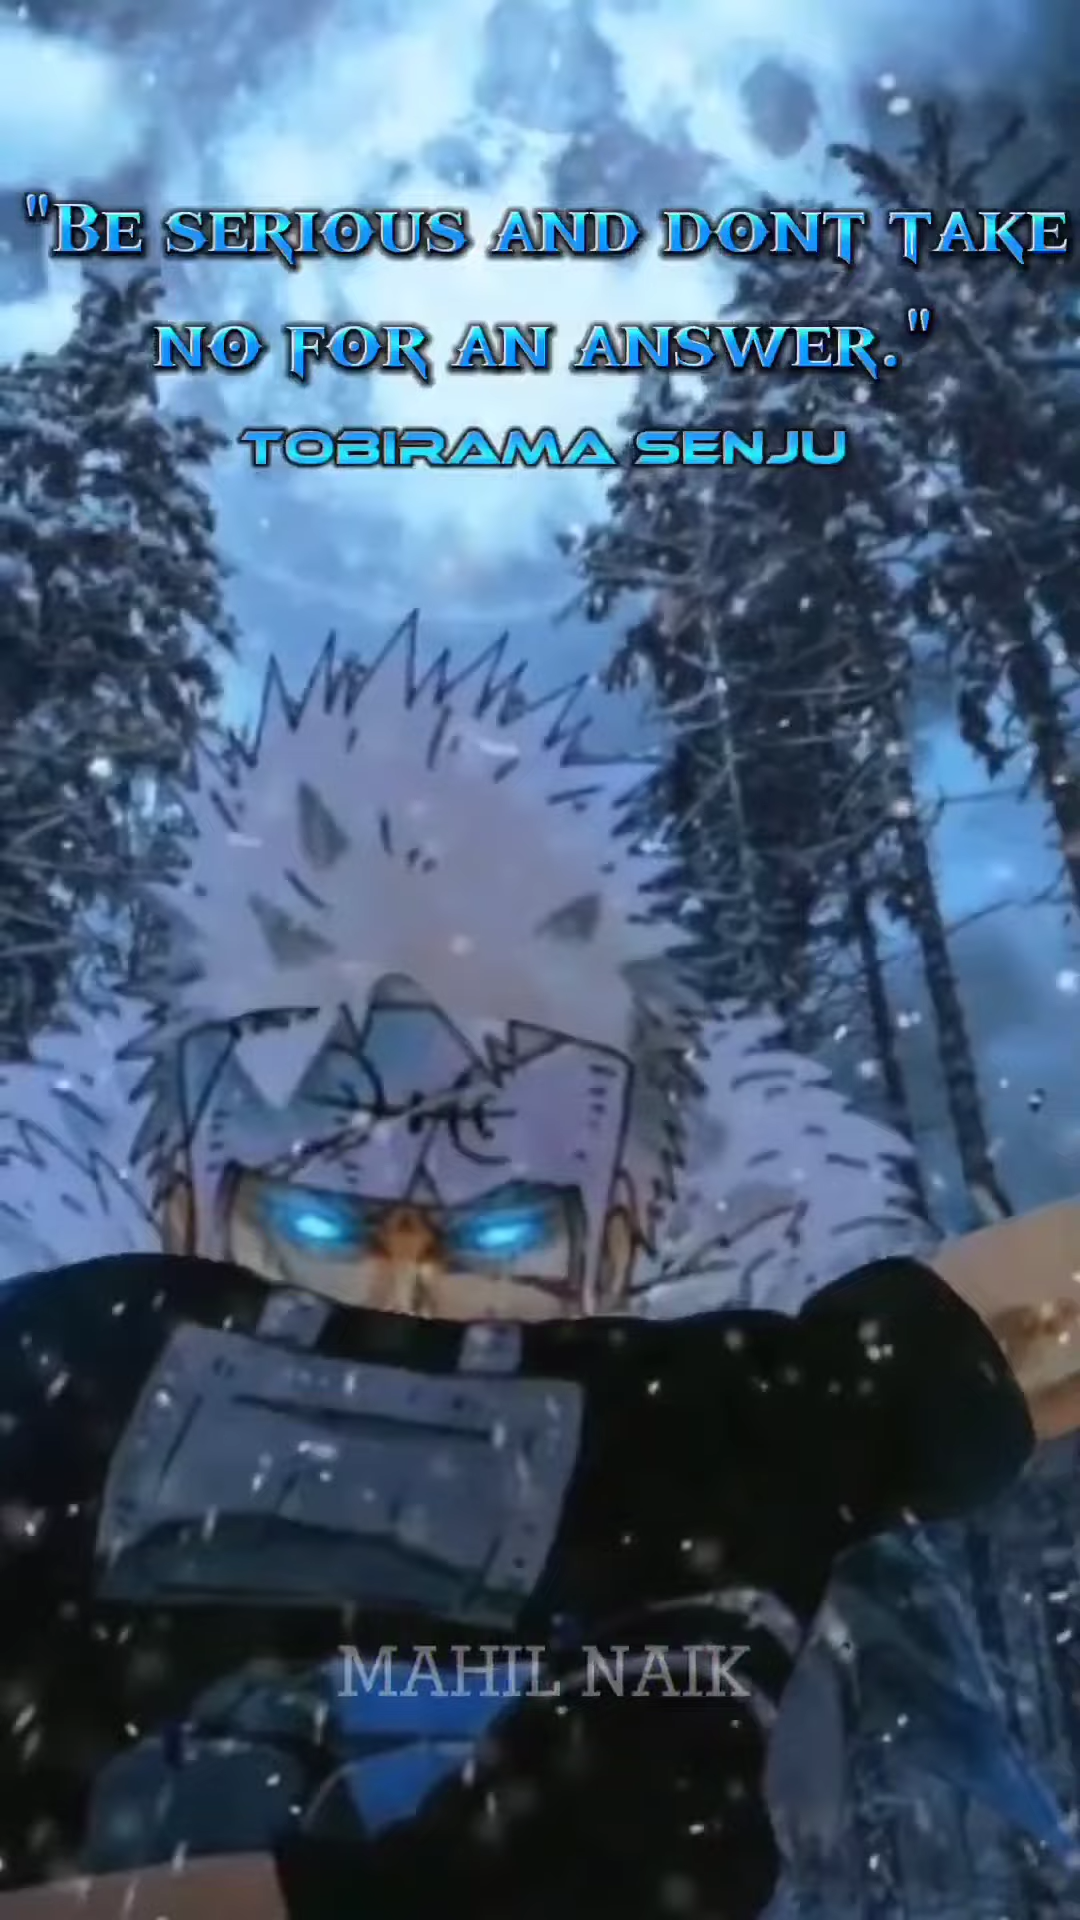 "BE SERIOUS AND DONT TAKE
NO FOR AN ANSWER."
TOBIRAMA SENJU
MAHIL NAIK